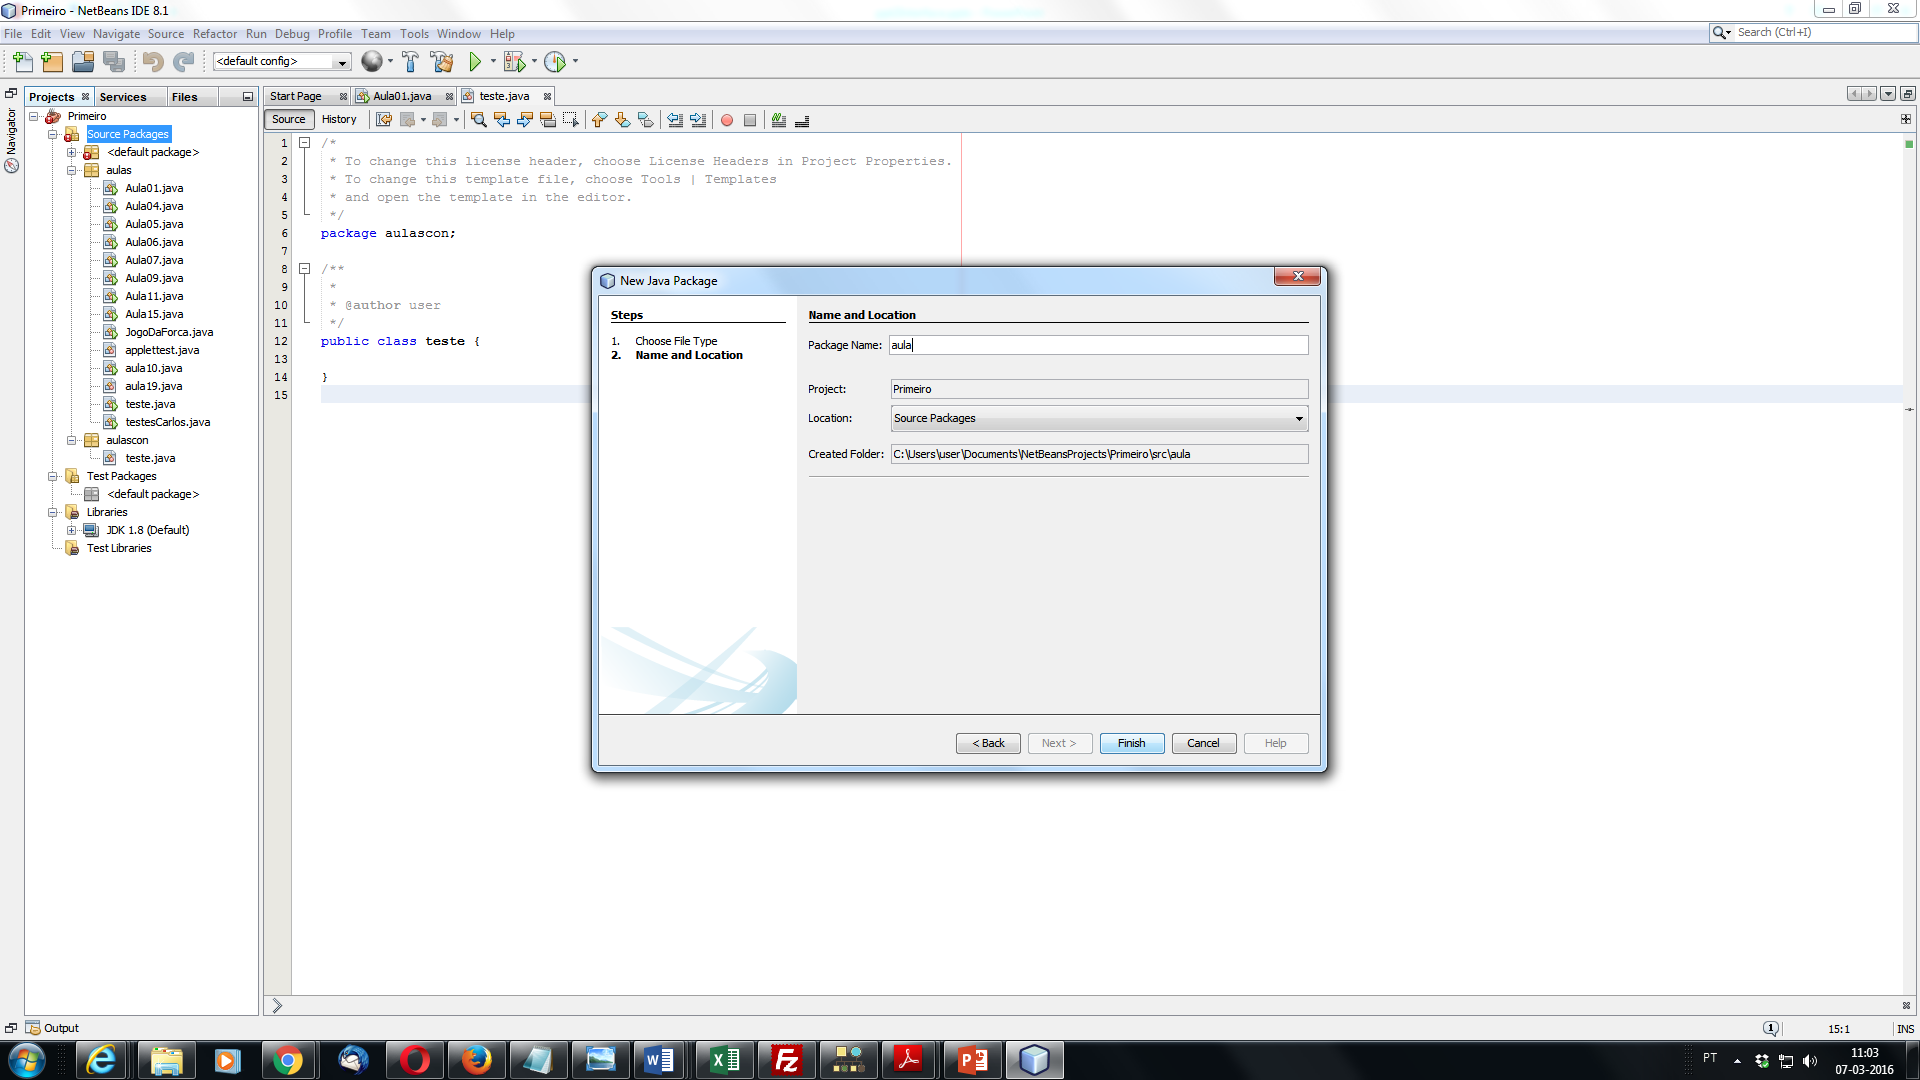 Primeiro - NetBeans IDE 8.1
File Edit View Navigate Source Refactor Run Debug Profile Team Tools Window Help
Search (Ctrl+I)
<default config>
Projects Services Files
Navigator
Primeiro
Source Packages
<default package>
aulas
Aula01.java
Aula04.java
Aula05.java
Aula06.java
Aula07.java
Aula09.java
Aula11.java
Aula15.java
JogoDaForca.java
applettest.java
aula10.java
aula19.java
teste.java
testesCarlos.java
aulascon
teste.java
Test Packages
<default package>
Libraries
JDK 1.8 (Default)
Test Libraries
Start Page Aula01.java teste.java
Source History
1 /*
2 * To change this license header, choose License Headers in Project Properties.
3 * To change this template file, choose Tools | Templates
4 * and open the template in the editor.
5 */
6 package aulascon;
7
8 /**
9 *
10 * @author user
11 */
12 public class teste {
13
14 }
15
New Java Package
Steps
1. Choose File Type
2. Name and Location
Name and Location
Package Name: aula
Project: Primeiro
Location: Source Packages
Created Folder: C:\Users\user\Documents\NetBeansProjects\Primeiro\src\aula
< Back Next > Finish Cancel Help
Output
1
15:1 INS
PT
11:03
07-03-2016